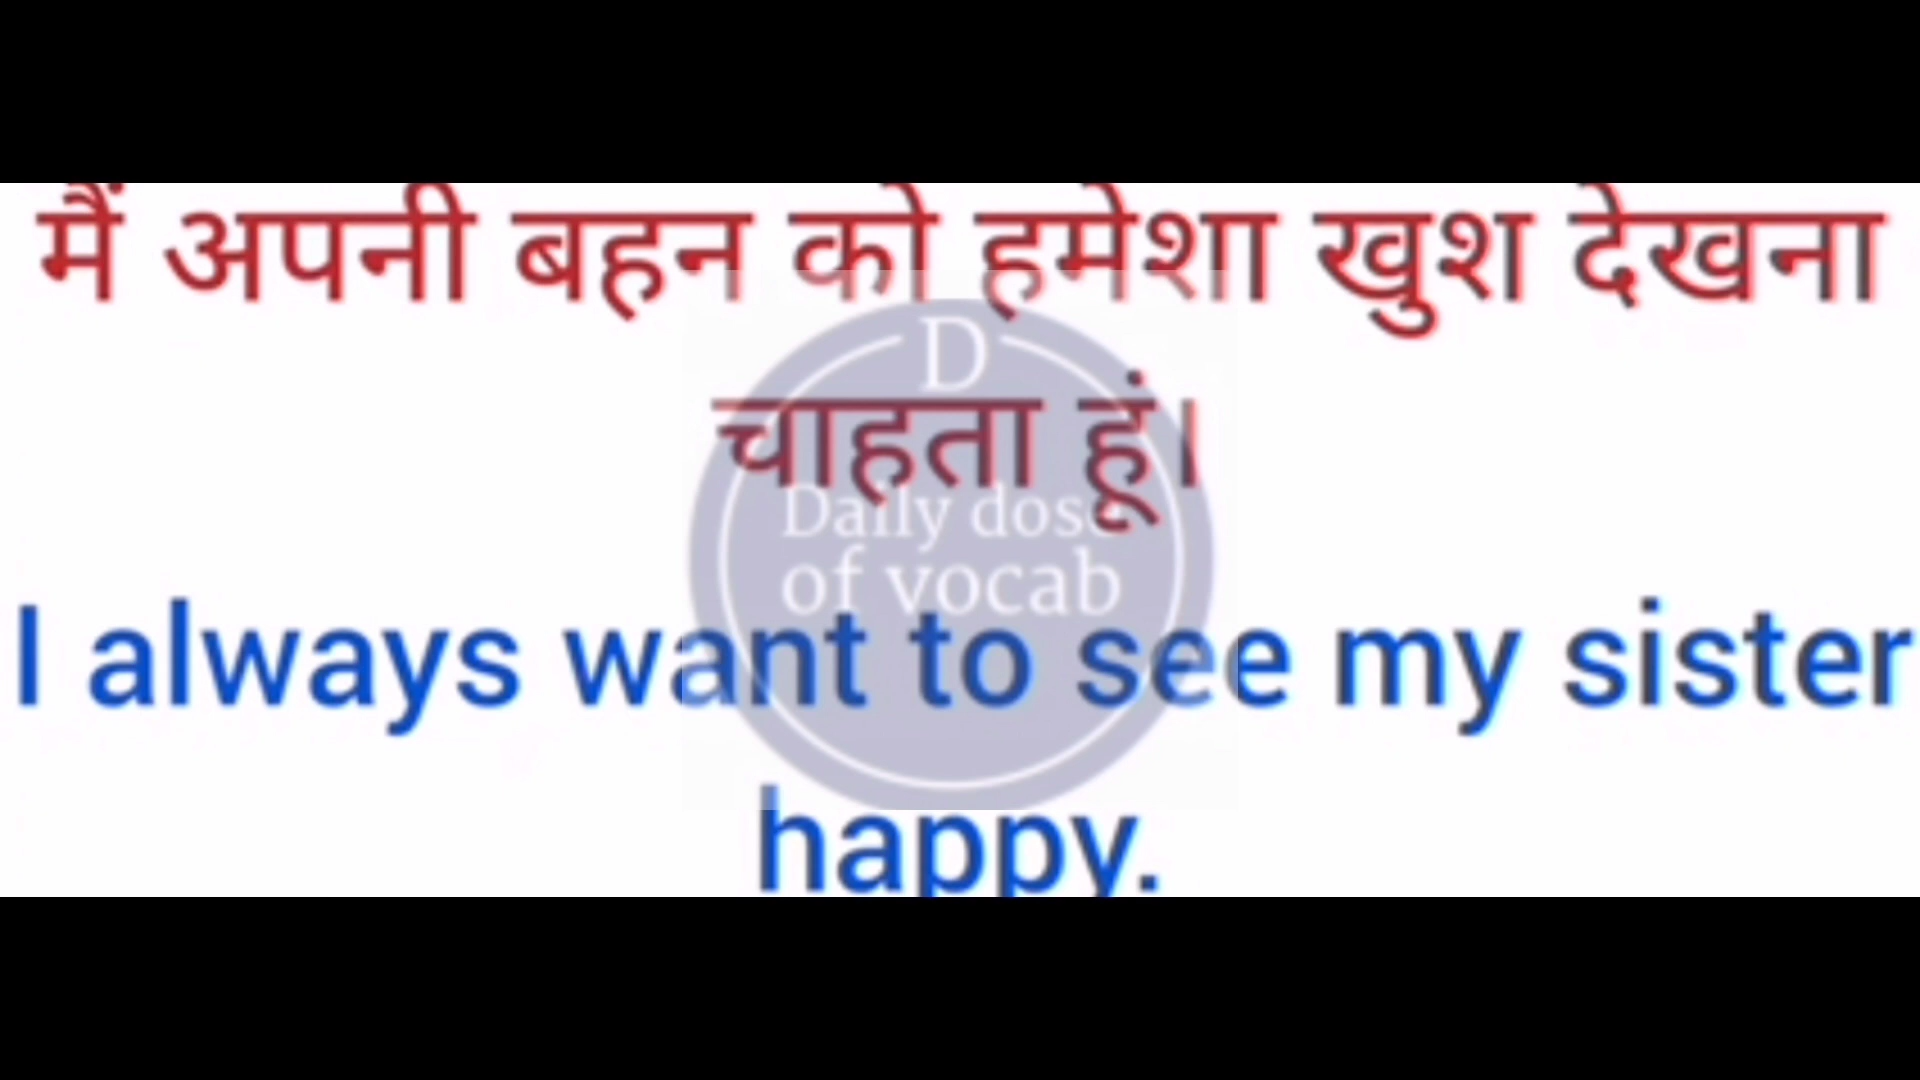 मैं अपनी बहन को हमेशा खुश देखना
चाहता हूं।
D
Daily dose
of vocab
I always want to see my sister
happy.